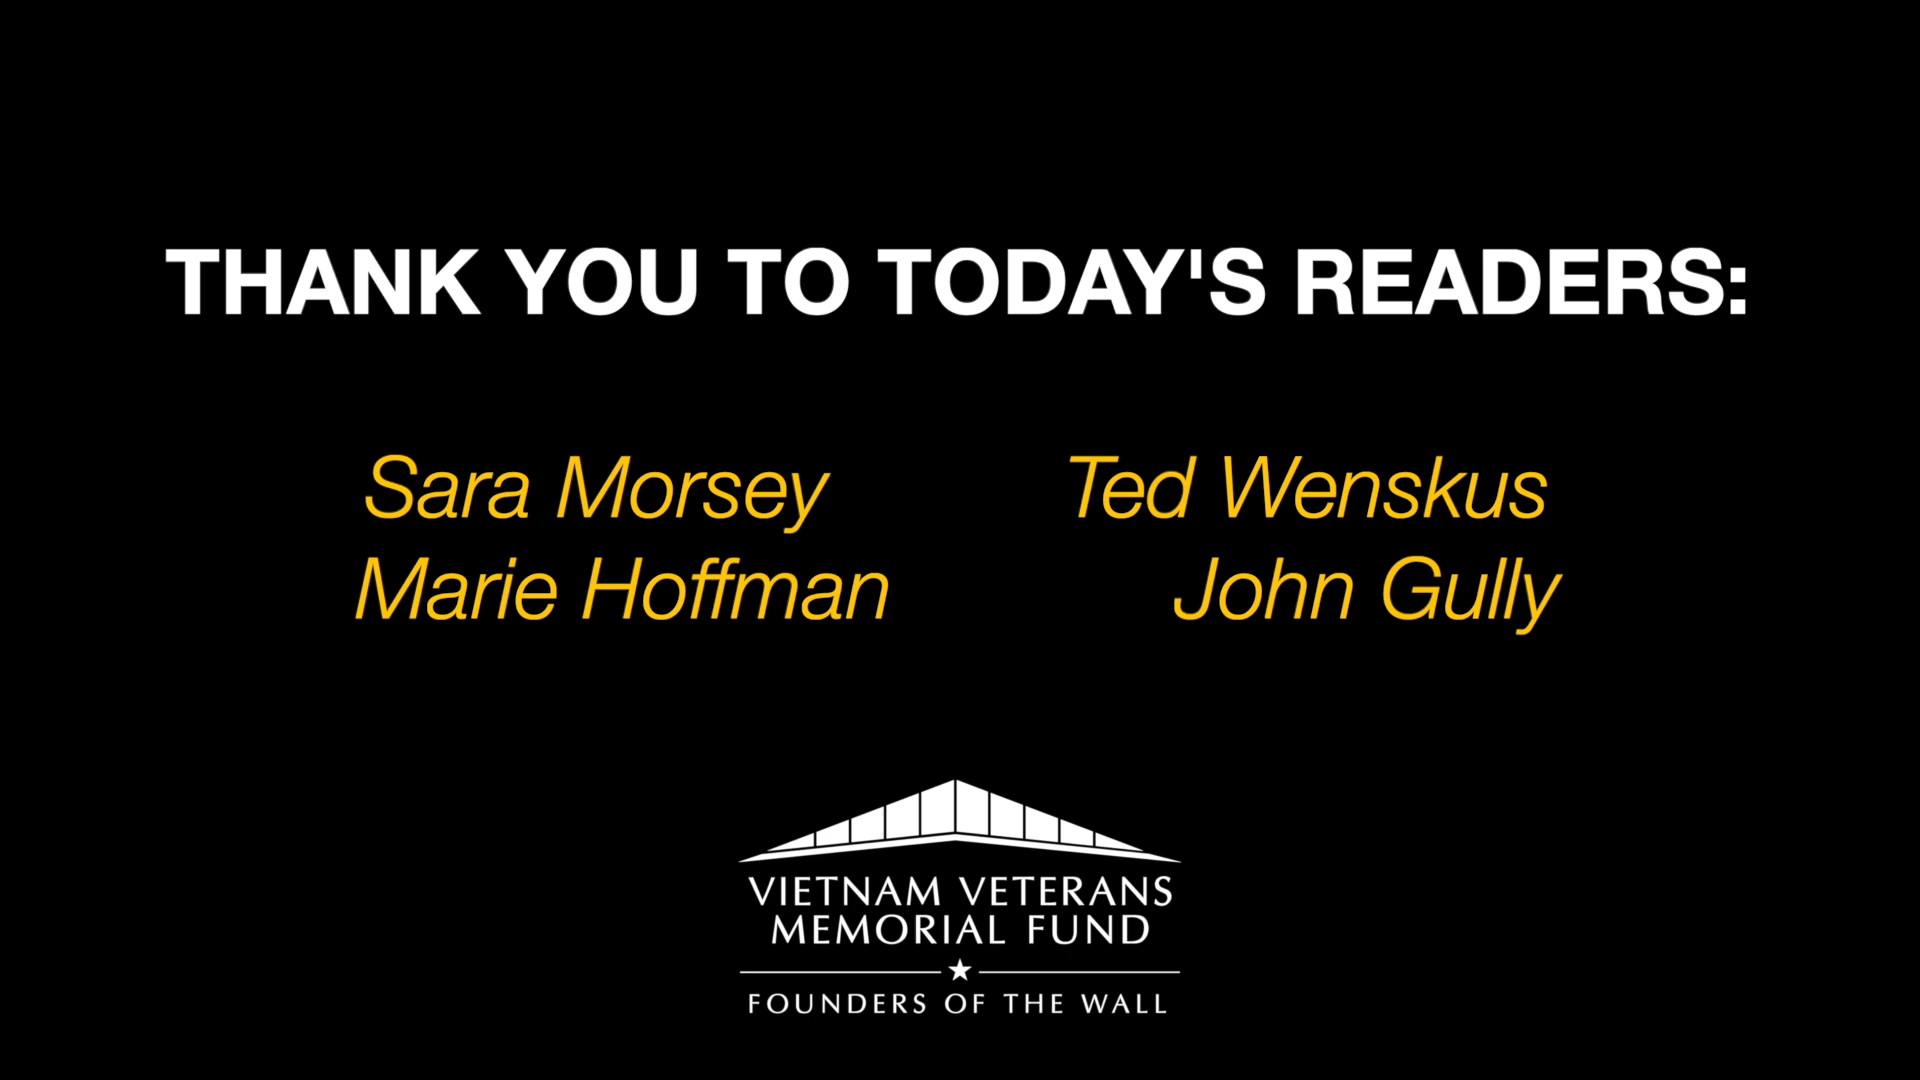 THANK YOU TO TODAY'S READERS:
Sara Morsey Ted Wenskus
Marie Hoffman John Gully
VIETNAM VETERANS
MEMORIAL FUND
FOUNDERS OF THE WALL